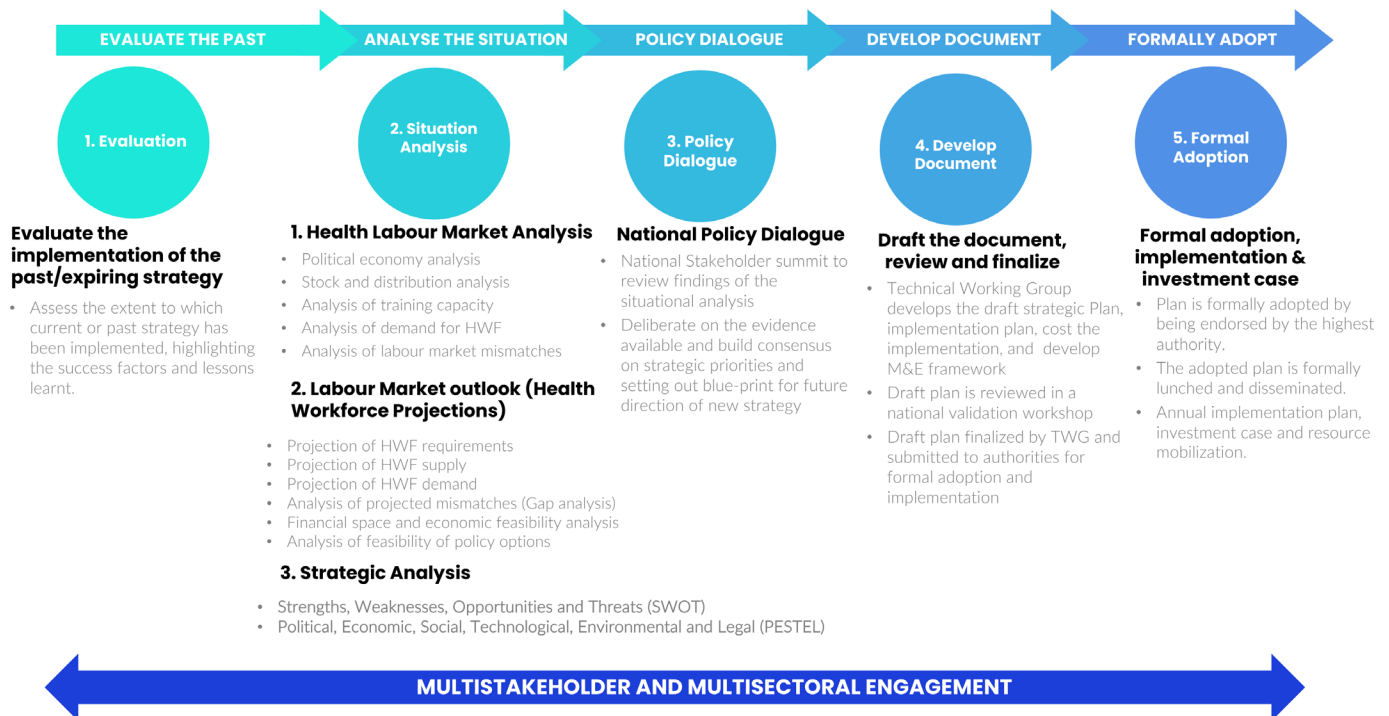 EVALUATE THE PAST
ANALYSE THE SITUATION
POLICY DIALOGUE
DEVELOP DOCUMENT
FORMALLY ADOPT
1. Evaluation
2. Situation
Analysis
3. Policy
Dialogue
4. Develop
Document
5. Formal
Adoption
Evaluate the
implementation of the
past/expiring strategy
• Assess the extent to which
current or past strategy has
been implemented, highlighting
the success factors and lessons
learnt.
1. Health Labour Market Analysis
• Political economy analysis
• Stock and distribution analysis
• Analysis of training capacity
• Analysis of demand for HWF
• Analysis of labour market mismatches
2. Labour Market outlook (Health
Workforce Projections)
• Projection of HWF requirements
• Projection of HWF supply
• Projection of HWF demand
• Analysis of projected mismatches (Gap analysis)
• Financial space and economic feasibility analysis
• Analysis of feasibility of policy options
3. Strategic Analysis
• Strengths, Weaknesses, Opportunities and Threats (SWOT)
• Political, Economic, Social, Technological, Environmental and Legal (PESTEL)
National Policy Dialogue
• National Stakeholder summit to
review findings of the
situational analysis
• Deliberate on the evidence
available and build consensus
on strategic priorities and
setting out blue-print for future
direction of new strategy
Draft the document,
review and finalize
• Technical Working Group
develops the draft strategic Plan,
implementation plan, cost the
implementation, and develop
M&E framework
• Draft plan is reviewed in a
national validation workshop
• Draft plan finalized by TWG and
submitted to authorities for
formal adoption and
implementation
Formal adoption,
implementation &
investment case
• Plan is formally adopted by
being endorsed by the highest
authority.
• The adopted plan is formally
lunched and disseminated.
• Annual implementation plan,
investment case and resource
mobilization.
MULTISTAKEHOLDER AND MULTISECTORAL ENGAGEMENT